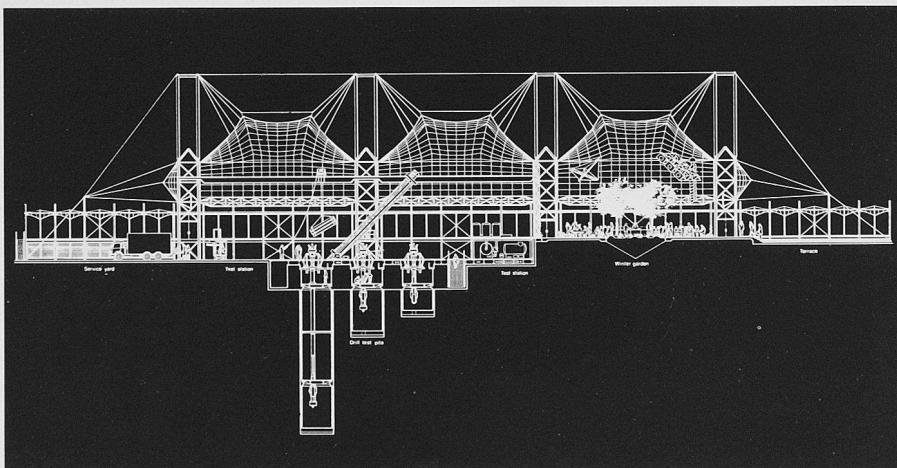 Service yard
Test station
Drill test pits
Test station
Winter garden
Terrace